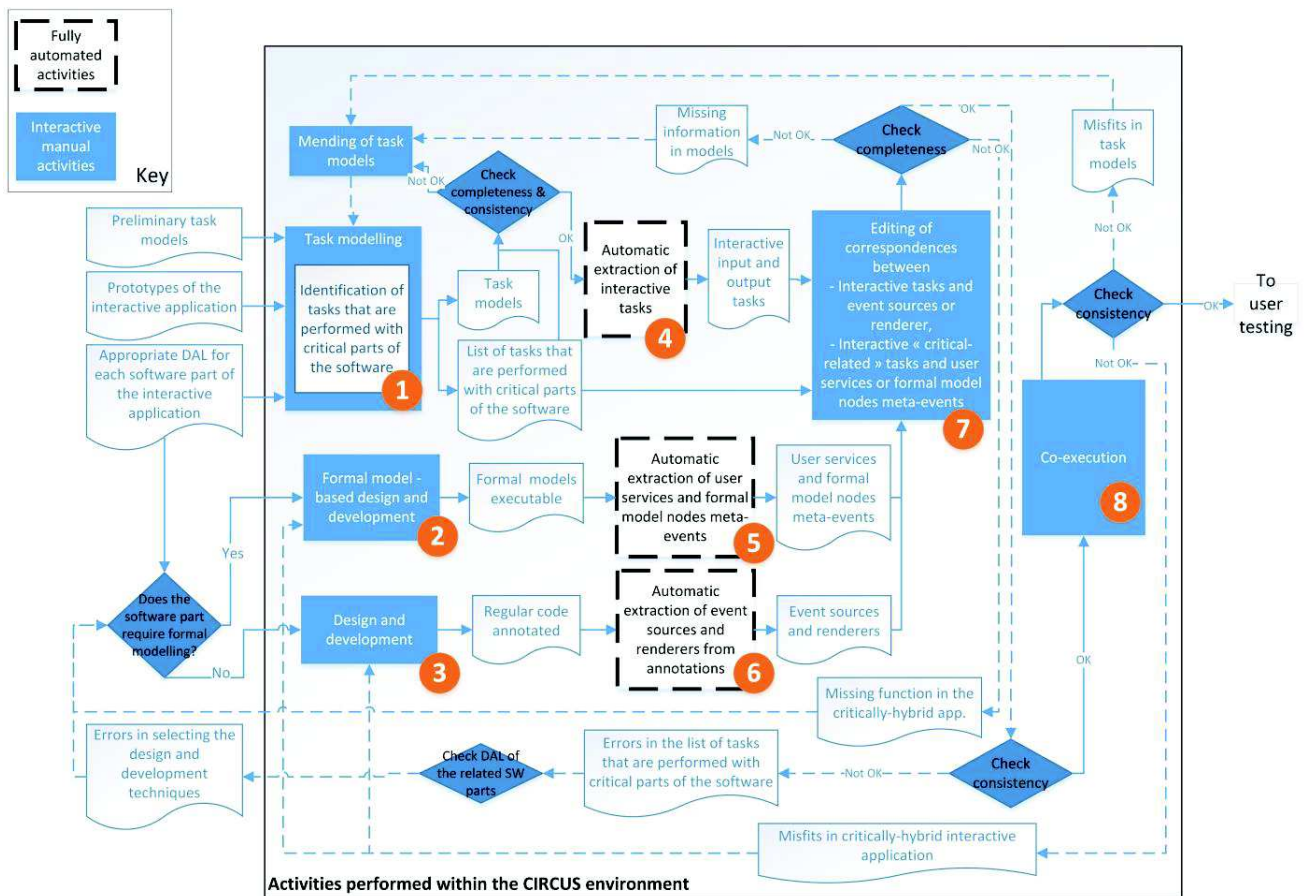 Fully
automated
activities
Interactive
manual
activities
Key
Preliminary task
models
Prototypes of the
interactive application
Appropriate DAL for
each software part of
the interactive
application
Mending of task
models
Not OK
Check
completeness &
consistency
OK
Missing
information
in models
Not OK
Check
completeness
OK
Not OK
Misfits in
task models
Not OK
Task modelling
Identification of
tasks that are
performed with
critical parts of
the software
1
Task
models
List of tasks that
are performed
with critical parts
of the software
Automatic
extraction of
interactive
tasks
4
Interactive
input and
output
tasks
Editing of
correspondences
between
- Interactive tasks and
event sources or
renderer,
- Interactive « critical-
related » tasks and user
services or formal model
nodes meta-events
7
Check
consistency
OK
Not OK
To
user
testing
Formal model -
based design and
development
2
Formal models
executable
Automatic
extraction of user
services and formal
model nodes meta-
events
5
User services
and formal
model nodes
meta-events
Co-execution
8
Yes
Does the
software part
require formal
modelling?
No
Design and
development
3
Regular code
annotated
Automatic
extraction of event
sources and
renderers from
annotations
6
Event sources
and renderers
OK
Missing function in the
critically-hybrid app.
Errors in selecting the
design and
development
techniques
Check DAL of
the related SW
parts
Errors in the list of tasks
that are performed with
critical parts of the software
Not OK
Check
consistency
Misfits in critically-hybrid interactive
application
Activities performed within the CIRCUS environment